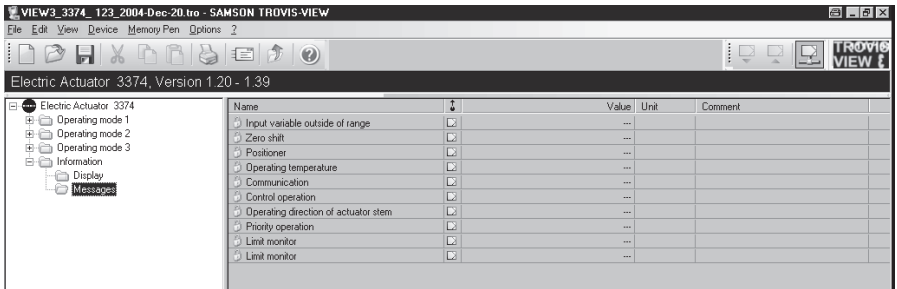 VIEW3_3374_ 123_2004-Dec-20.tro - SAMSON TROVIS-VIEW
File Edit View Device Memory Pen Options ?
TROVIS
VIEW
Electric Actuator 3374, Version 1.20 - 1.39
Electric Actuator 3374
Operating mode 1
Operating mode 2
Operating mode 3
Information
Display
Messages
Name Value Unit Comment
Input variable outside of range ---
Zero shift ---
Positioner ---
Operating temperature ---
Communication ---
Control operation ---
Operating direction of actuator stem ---
Priority operation ---
Limit monitor ---
Limit monitor ---